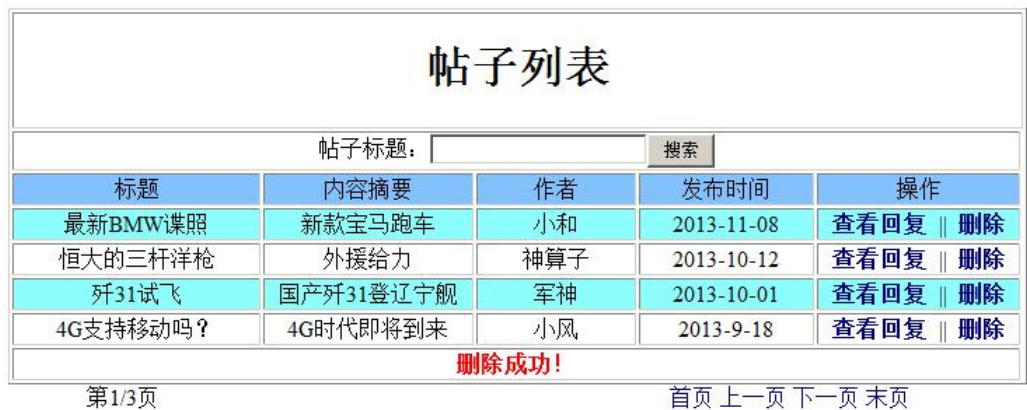 帖子列表
帖子标题： 搜索
标题 内容摘要 作者 发布时间 操作
最新BMW谍照 新款宝马跑车 小和 2013-11-08 查看回复 || 删除
恒大的三杆洋枪 外援给力 神算子 2013-10-12 查看回复 || 删除
歼31试飞 国产歼31登辽宁舰 军神 2013-10-01 查看回复 || 删除
4G支持移动吗？ 4G时代即将到来 小风 2013-9-18 查看回复 || 删除
删除成功！
第1/3页 首页 上一页 下一页 末页